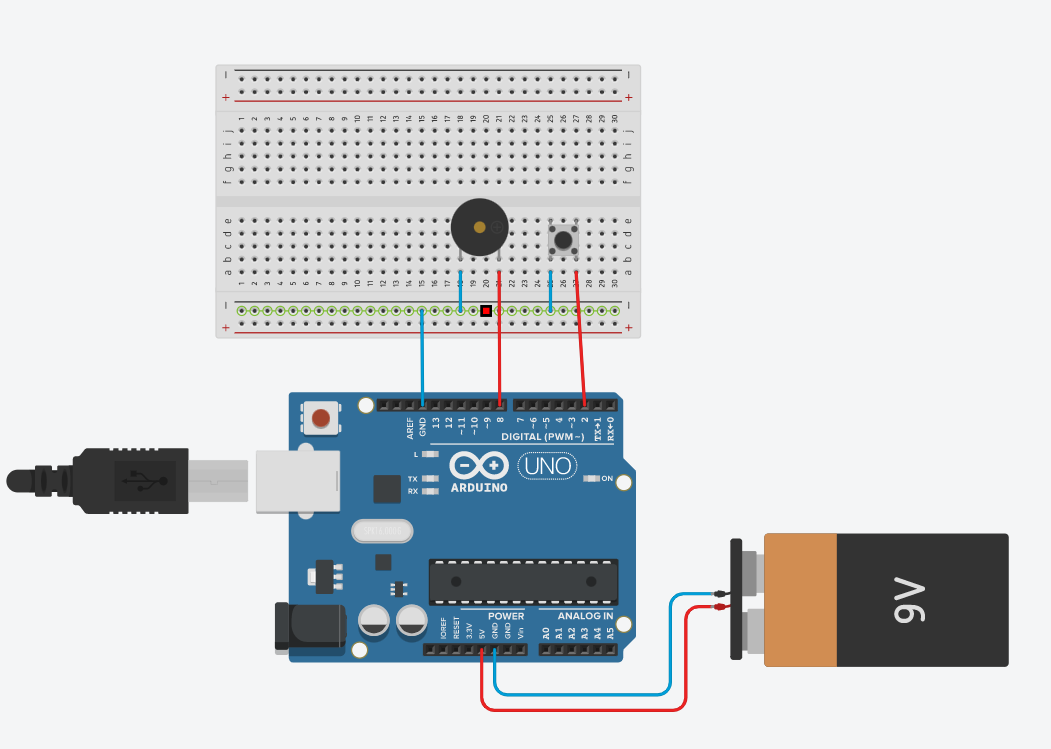 − −
+ +
1 2 3 4 5 6 7 8 9 10 11 12 13 14 15 16 17 18 19 20 21 22 23 24 25 26 27 28 29 30
j j
i i
h h
g g
f f
e e
d d
c c
b b
a a
1 2 3 4 5 6 7 8 9 10 11 12 13 14 15 16 17 19 20 22 23 24 26 28 29 30
− −
+ +
AREF GND 13 12 ~11 ~10 ~9 8 7 ~6 ~5 4 ~3 2 TX→1 RX←0
DIGITAL (PWM~)
L
TX
RX
UNO
ARDUINO
ON
POWER ANALOG IN
IOREF RESET 3.3V 5V GND GND Vin A0 A1 A2 A3 A4 A5
9V